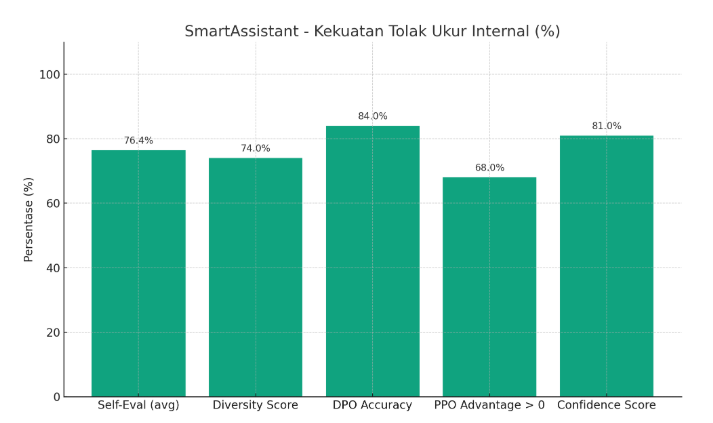 SmartAssistant - Kekuatan Tolak Ukur Internal (%)
Persentase (%)
100
80
60
40
20
0
76.4%
74.0%
84.0%
68.0%
81.0%
Self-Eval (avg)
Diversity Score
DPO Accuracy
PPO Advantage > 0
Confidence Score